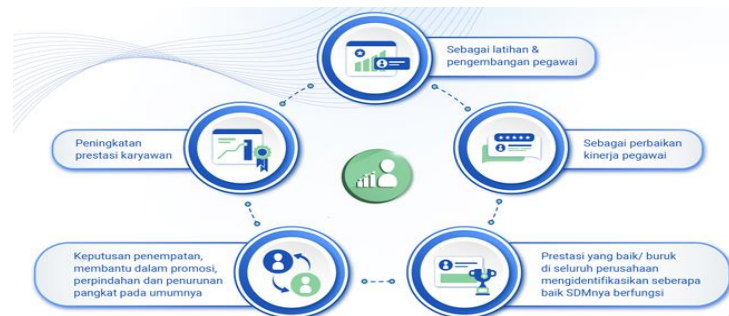 Sebagai latihan &
pengembangan pegawai
Peningkatan
prestasi karyawan
Sebagai perbaikan
kinerja pegawai
Keputusan penempatan,
membantu dalam promosi,
perpindahan dan penurunan
pangkat pada umumnya
Prestasi yang baik/ buruk
di seluruh perusahaan
mengidentifikasikan seberapa
baik SDMnya berfungsi